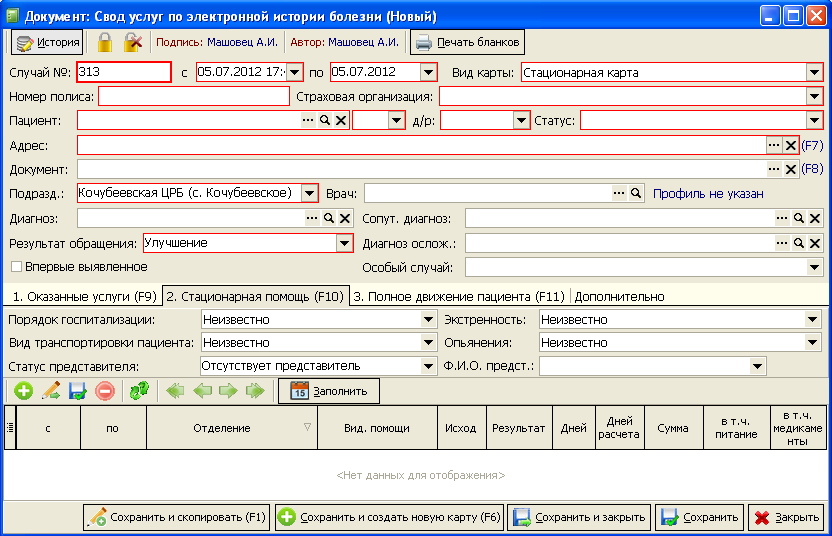 Документ: Свод услуг по электронной истории болезни (Новый)
История Подпись: Машовец А.И. Автор: Машовец А.И. Печать бланков
Случай №: 313 с 05.07.2012 17: по 05.07.2012 Вид карты: Стационарная карта
Номер полиса: Страховая организация:
Пациент: д/р: Статус:
Адрес: (F7)
Документ: (F8)
Подразд.: Кочубеевская ЦРБ (с. Кочубеевское) Врач: Профиль не указан
Диагноз: Сопут. диагноз:
Результат обращения: Улучшение Диагноз ослож.:
Впервые выявленное Особый случай:
1. Оказанные услуги (F9) 2. Стационарная помощь (F10) 3. Полное движение пациента (F11) Дополнительно
Порядок госпитализации: Неизвестно Экстренность: Неизвестно
Вид транспортировки пациента: Неизвестно Опьянения: Неизвестно
Статус представителя: Отсутствует представитель Ф.И.О. предст.:
15 Заполнить
с по Отделение Вид. помощи Исход Результат Дней Дней расчета Сумма в т.ч. питание в т.ч. медикаме нты
<Нет данных для отображения>
Сохранить и скопировать (F1) Сохранить и создать новую карту (F6) Сохранить и закрыть Сохранить Закрыть